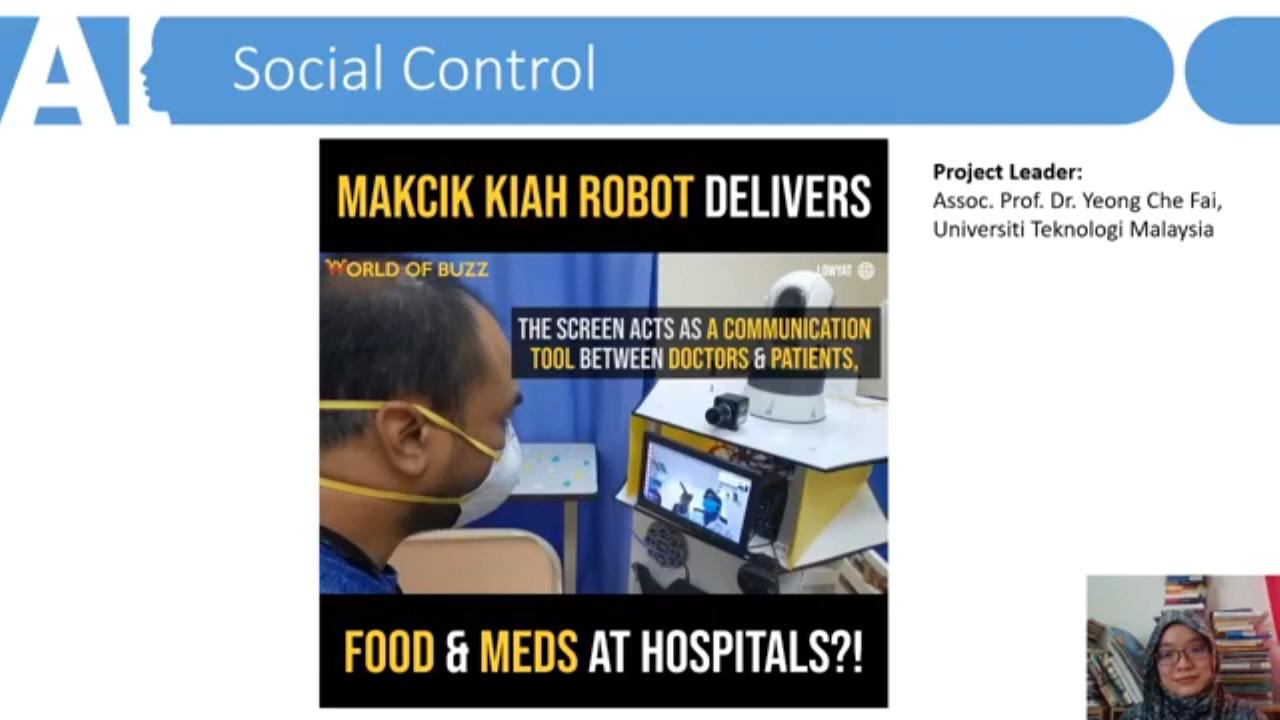 AI
Social Control
MAKCIK KIAH ROBOT DELIVERS
WORLD OF BUZZ
LOWYAT
THE SCREEN ACTS AS A COMMUNICATION
TOOL BETWEEN DOCTORS & PATIENTS,
FOOD & MEDS AT HOSPITALS?!
Project Leader:
Assoc. Prof. Dr. Yeong Che Fai,
Universiti Teknologi Malaysia